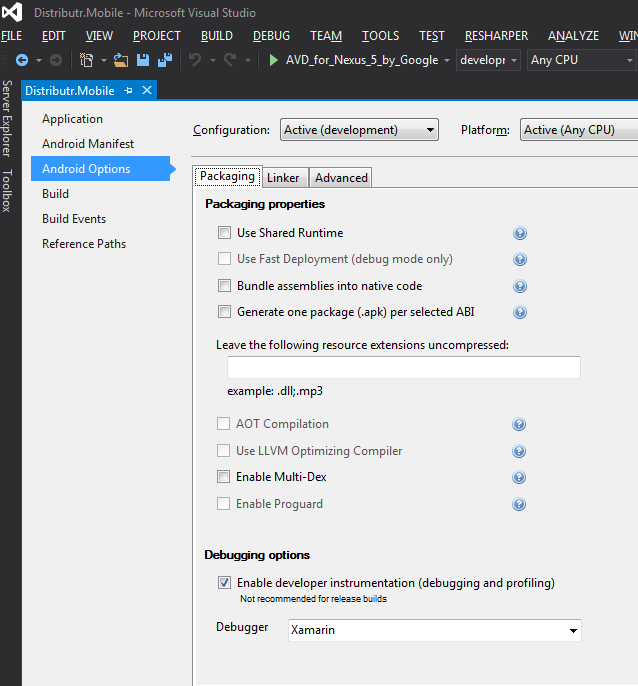 Distributr.Mobile - Microsoft Visual Studio
FILE EDIT VIEW PROJECT BUILD DEBUG TEAM TOOLS TEST RESHARPER ANALYZE WIN
AVD_for_Nexus_5_by_Google developr Any CPU
Server Explorer
Toolbox
Distributr.Mobile
Application
Android Manifest
Android Options
Build
Build Events
Reference Paths
Configuration: Active (development) Platform: Active (Any CPU)
Packaging Linker Advanced
Packaging properties
Use Shared Runtime
Use Fast Deployment (debug mode only)
Bundle assemblies into native code
Generate one package (.apk) per selected ABI
Leave the following resource extensions uncompressed:
example: .dll;.mp3
AOT Compilation
Use LLVM Optimizing Compiler
Enable Multi-Dex
Enable Proguard
Debugging options
Enable developer instrumentation (debugging and profiling)
Not recommended for release builds
Debugger Xamarin